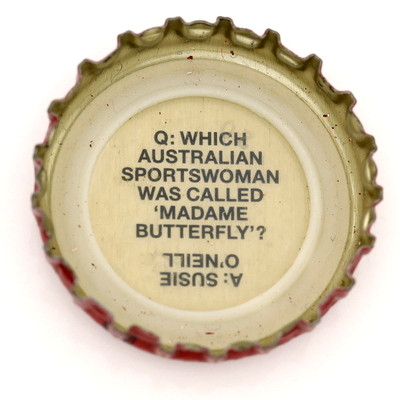 Q: WHICH
AUSTRALIAN
SPORTSWOMAN
WAS CALLED
‘MADAME
BUTTERFLY’?
A: SUSIE
O’NEILL